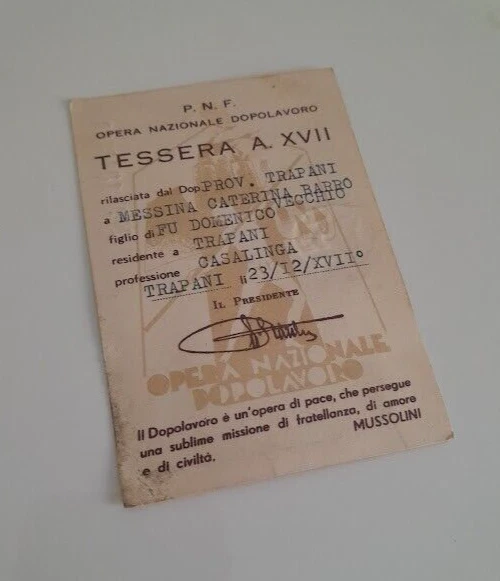 P. N. F.
OPERA NAZIONALE DOPOLAVORO
TESSERA A. XVII
rilasciata dal Dop. PROV. TRAPANI
a MESSINA CATERINA BARBO
figlio di FU DOMENICO VECCHIO
residente a TRAPANI
professione CASALINGA
TRAPANI li 23/12/XVII°
IL PRESIDENTE
OPERA NAZIONALE
DOPOLAVORO
Il Dopolavoro è un'opera di pace, che persegue
una sublime missione di fratellanza, di amore
e di civiltà. MUSSOLINI